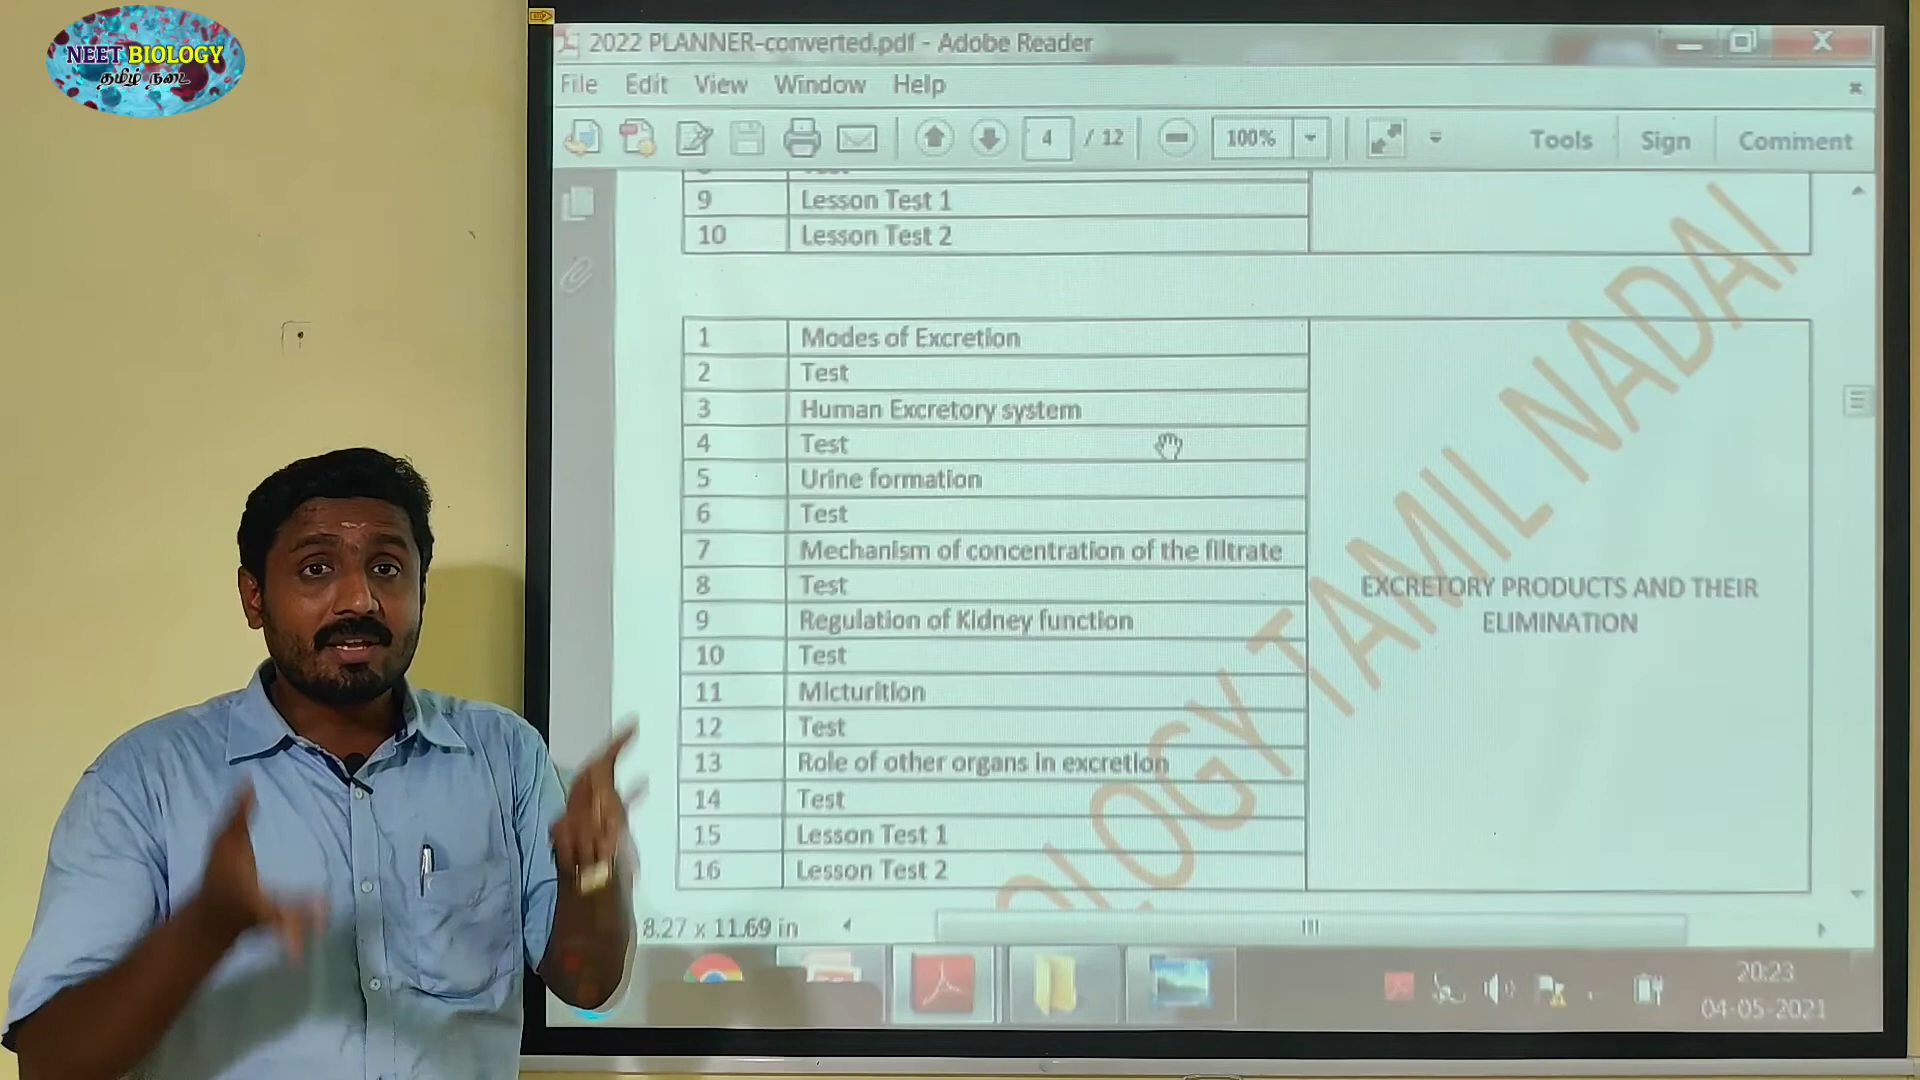 NEET BIOLOGY
தமிழ் நடை
2022 PLANNER-converted.pdf - Adobe Reader
File Edit View Window Help
4 / 12 100% Tools Sign Comment
9 Lesson Test 1
10 Lesson Test 2
1 Modes of Excretion
2 Test
3 Human Excretory system
4 Test
5 Urine formation
6 Test
7 Mechanism of concentration of the filtrate
8 Test
9 Regulation of Kidney function
10 Test
11 Micturition
12 Test
13 Role of other organs in excretion
14 Test
15 Lesson Test 1
16 Lesson Test 2
EXCRETORY PRODUCTS AND THEIR
ELIMINATION
OLOGY TAMIL NADAI
8.27 x 11.69 in
20:23
04-05-2021